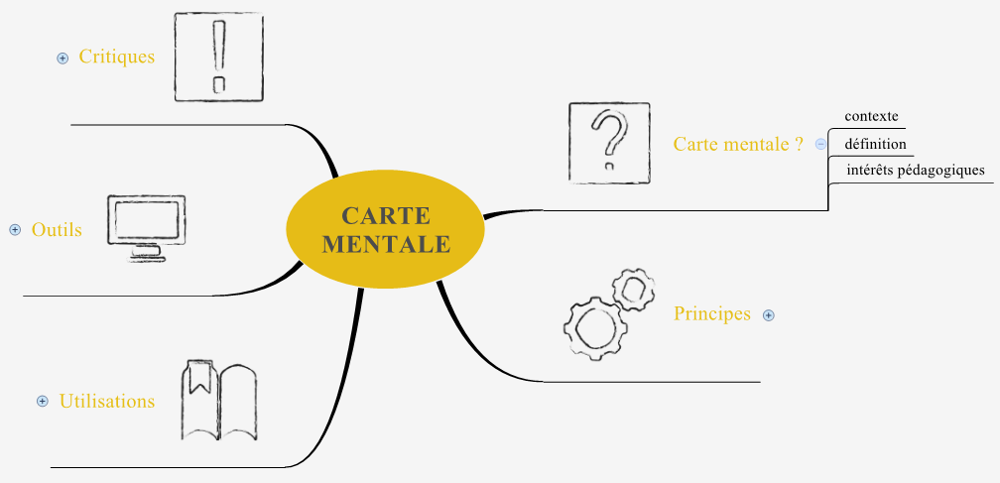 CARTE
MENTALE
Carte mentale ?
contexte
définition
intérêts pédagogiques
Principes
Utilisations
Outils
Critiques